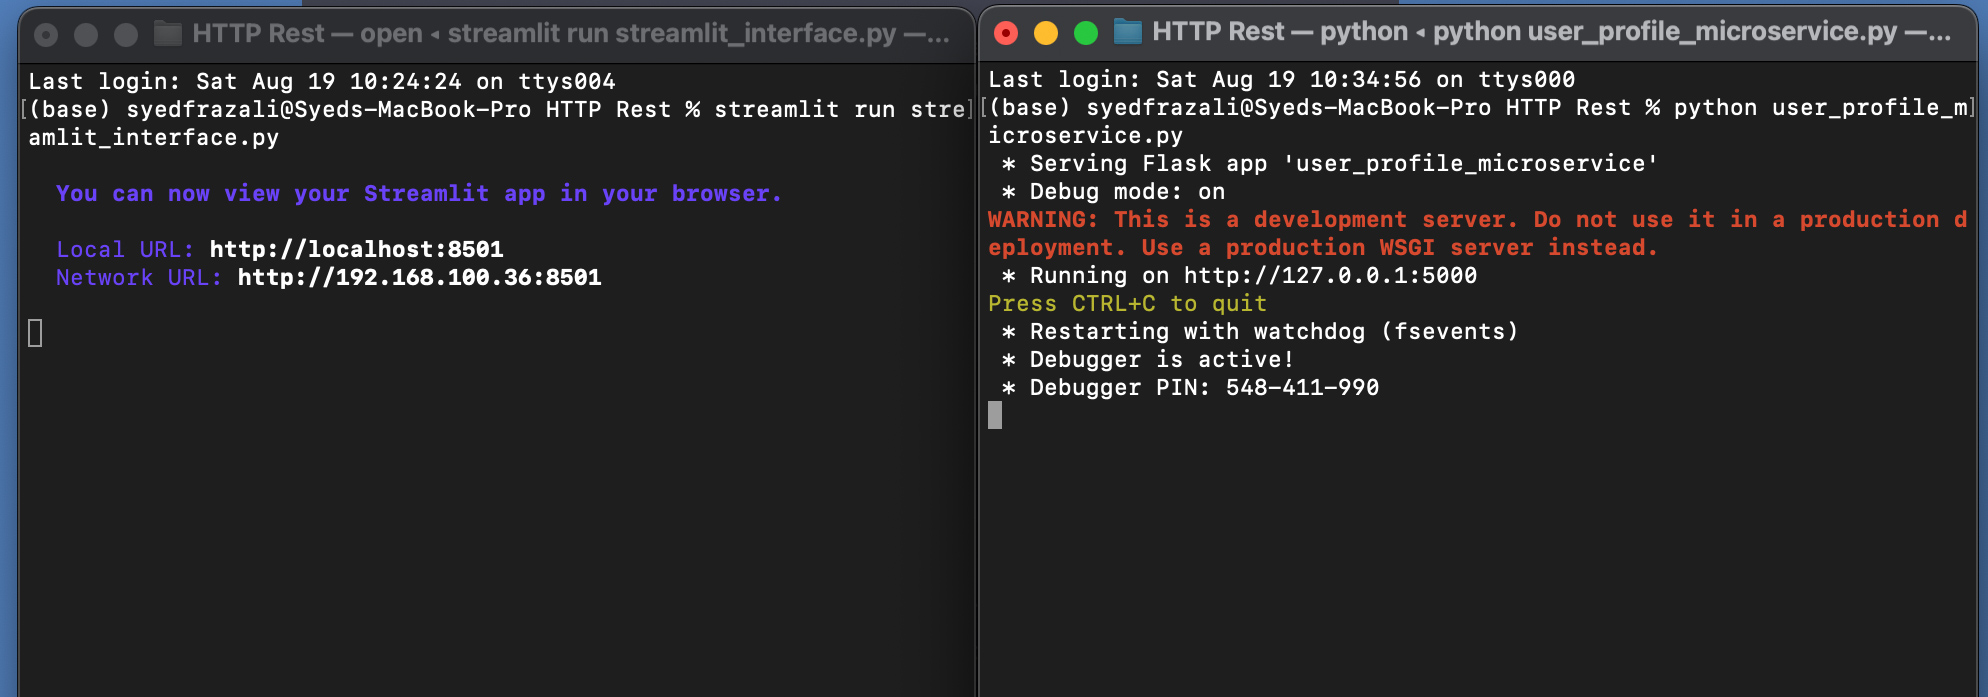 HTTP Rest — open ◂ streamlit run streamlit_interface.py —...
Last login: Sat Aug 19 10:24:24 on ttys004
[(base) syedfrazali@Syeds-MacBook-Pro HTTP Rest % streamlit run stre]
amlit_interface.py
You can now view your Streamlit app in your browser.
Local URL: http://localhost:8501
Network URL: http://192.168.100.36:8501
HTTP Rest — python ◂ python user_profile_microservice.py —...
Last login: Sat Aug 19 10:34:56 on ttys000
[(base) syedfrazali@Syeds-MacBook-Pro HTTP Rest % python user_profile_m]
icroservice.py
* Serving Flask app 'user_profile_microservice'
* Debug mode: on
WARNING: This is a development server. Do not use it in a production d
eployment. Use a production WSGI server instead.
* Running on http://127.0.0.1:5000
Press CTRL+C to quit
* Restarting with watchdog (fsevents)
* Debugger is active!
* Debugger PIN: 548-411-990